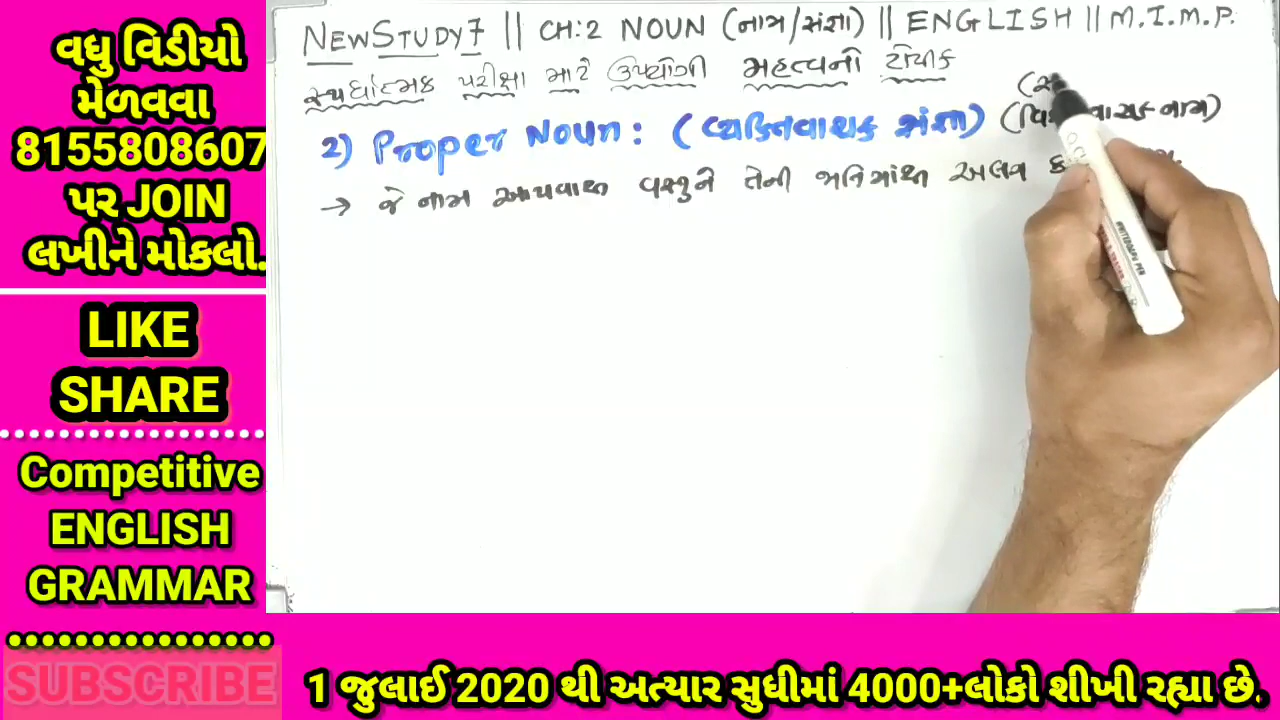 વધુ વિડીયો
મેળવવા
8155808607
પર JOIN
લખીને મોકલો.
LIKE
SHARE
Competitive
ENGLISH
GRAMMAR
SUBSCRIBE
NEWSTUDY7 || CH:2 NOUN (નામ/સંજ્ઞા) || ENGLISH || M.I.M.P.
સ્પર્ધાત્મક પરીક્ષા માટે ઉપયોગી મહત્વનો ટોપીક
2) Proper Noun: (વ્યક્તિવાચક સંજ્ઞા)
→ જે નામ આપવાથી વસ્તુને તેની જાતિમાંથી અલગ
1 જુલાઈ 2020 થી અત્યાર સુધીમાં 4000+લોકો શીખી રહ્યા છે.